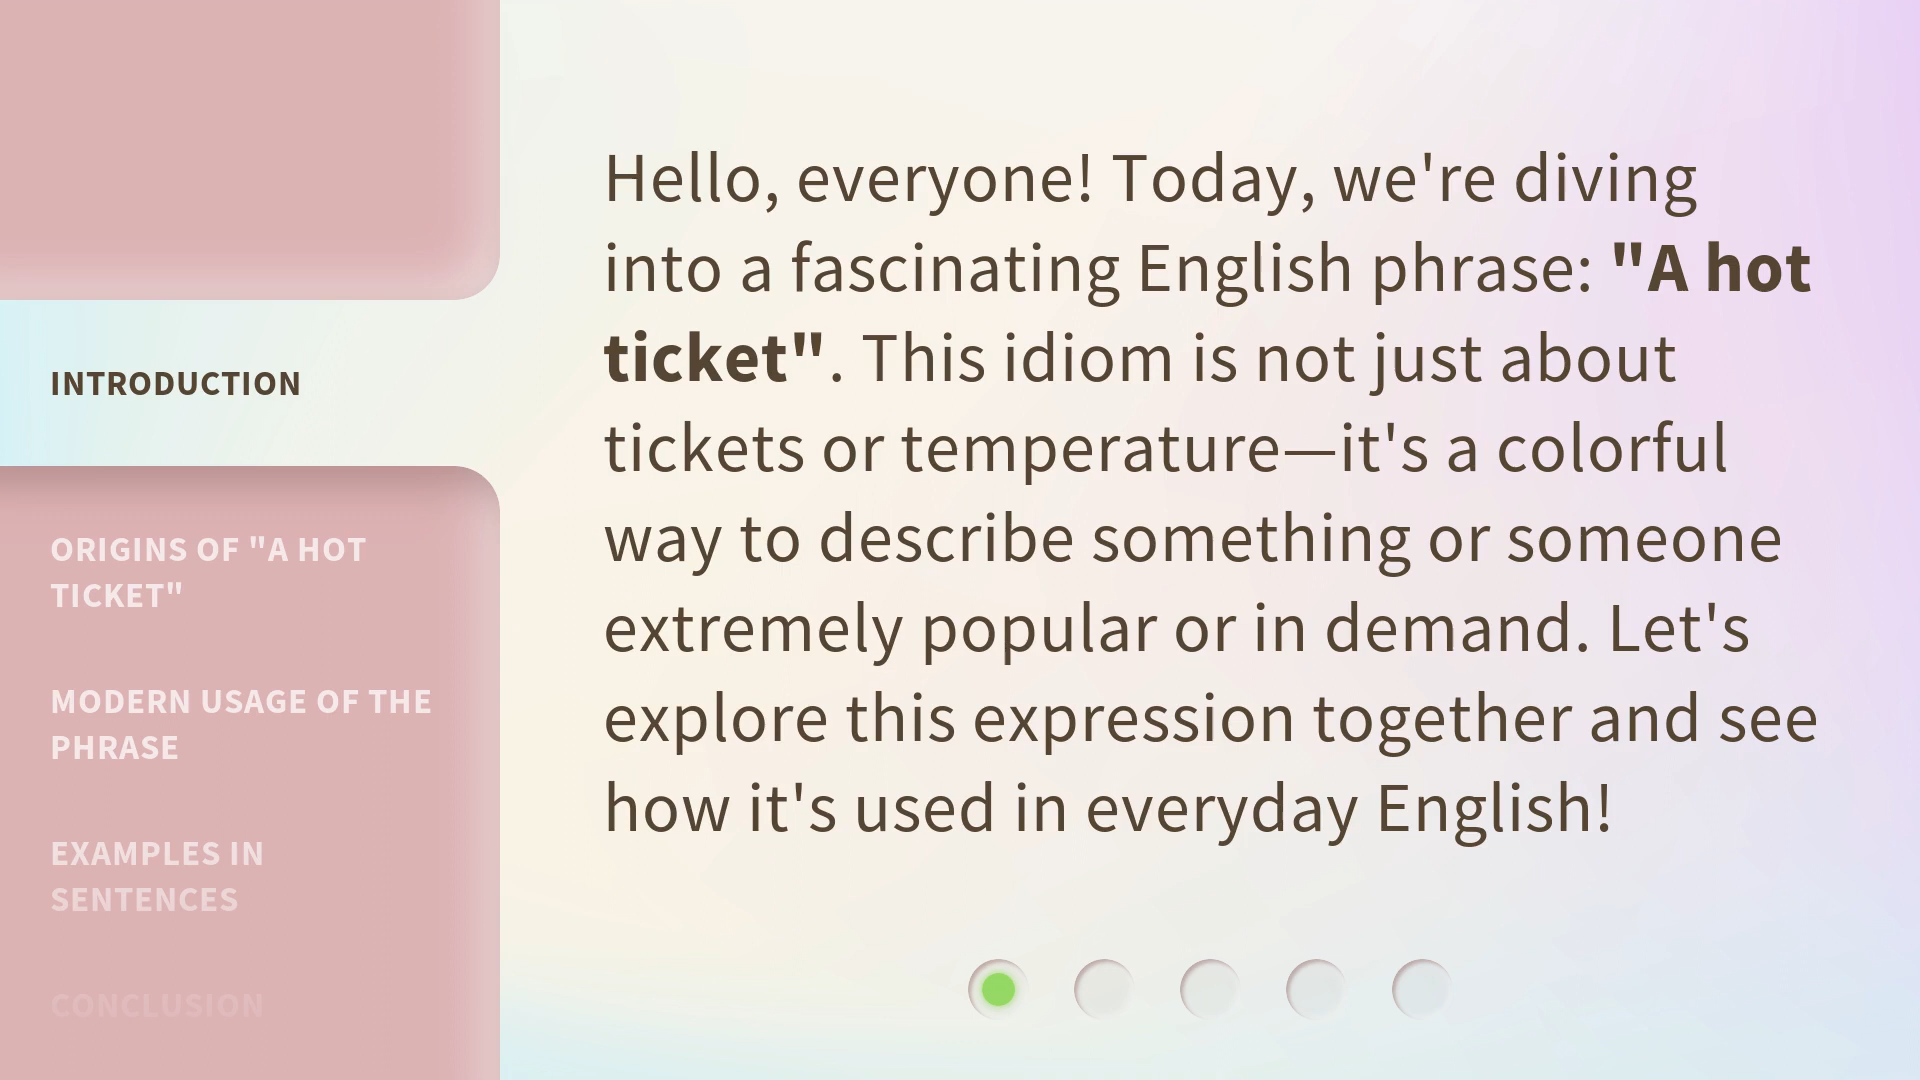 INTRODUCTION
ORIGINS OF "A HOT
TICKET"
MODERN USAGE OF THE
PHRASE
EXAMPLES IN
SENTENCES
CONCLUSION
Hello, everyone! Today, we're diving
into a fascinating English phrase: "A hot
ticket". This idiom is not just about
tickets or temperature—it's a colorful
way to describe something or someone
extremely popular or in demand. Let's
explore this expression together and see
how it's used in everyday English!